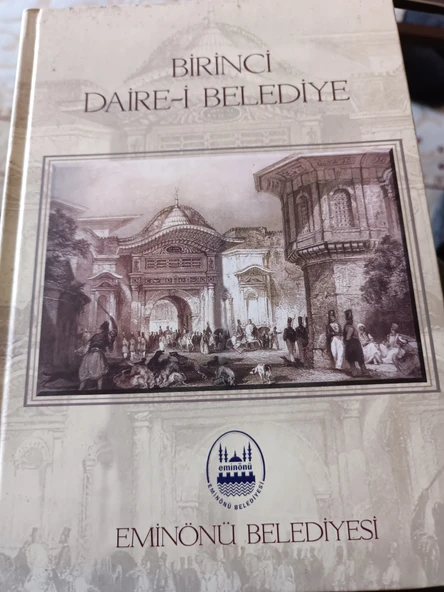 BİRİNCİ
DAİRE-İ BELEDİYE
eminönü
EMİNÖNÜ BELEDİYESİ
EMİNÖNÜ BELEDİYESİ